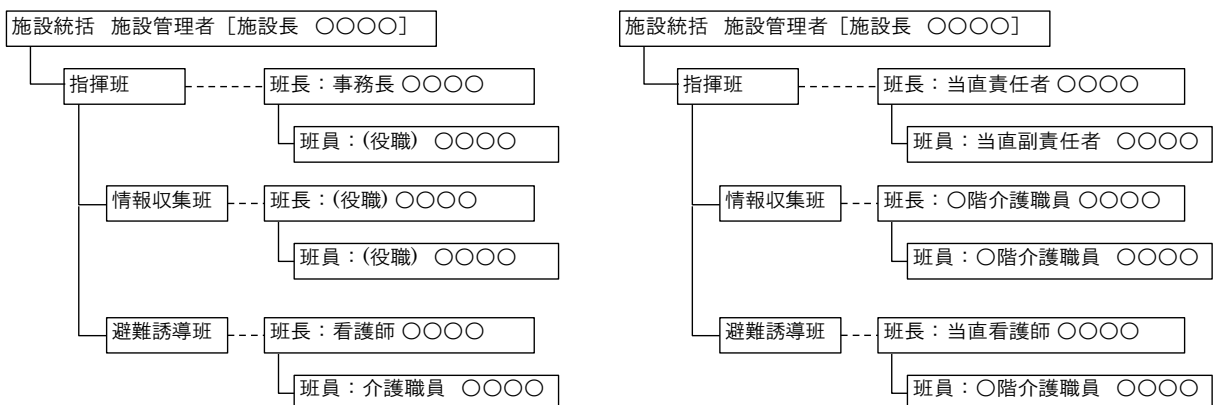 施設統括 施設管理者［施設長 ○○○○］
指揮班
班長：事務長 ○○○○
班員：(役職) ○○○○
情報収集班
班長：(役職) ○○○○
班員：(役職) ○○○○
避難誘導班
班長：看護師 ○○○○
班員：介護職員 ○○○○
施設統括 施設管理者［施設長 ○○○○］
指揮班
班長：当直責任者 ○○○○
班員：当直副責任者 ○○○○
情報収集班
班長：○階介護職員 ○○○○
班員：○階介護職員 ○○○○
避難誘導班
班長：当直看護師 ○○○○
班員：○階介護職員 ○○○○